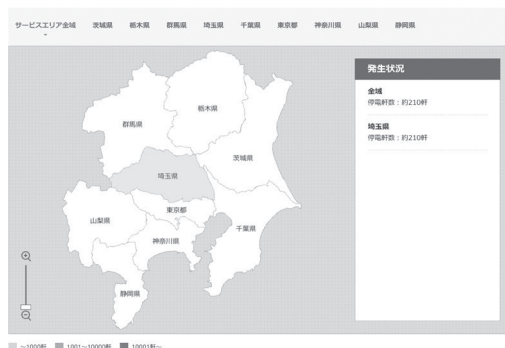 サービスエリア全域 茨城県 栃木県 群馬県 埼玉県 千葉県 東京都 神奈川県 山梨県 静岡県
発生状況
全域
停電軒数：約210軒
埼玉県
停電軒数：約210軒
栃木県
群馬県
茨城県
埼玉県
東京都
山梨県
千葉県
神奈川県
静岡県
～1000軒 1001～10000軒 10001軒～